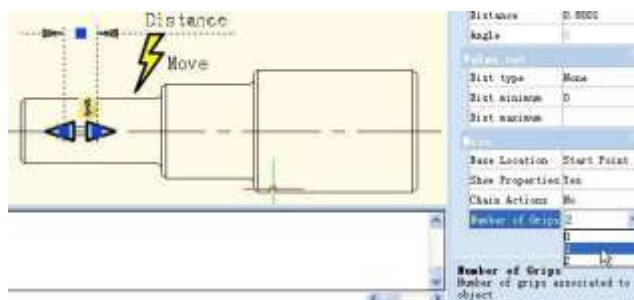 Distance
Move
Distance 0.8001
Angle
Dist type None
Dist minimum 0
Dist maximum
Base Location Start Point
Show Properties Yes
Chain Actions No
Number of Grips 2
0
1
2
Number of Grips
Number of grips associated to
object